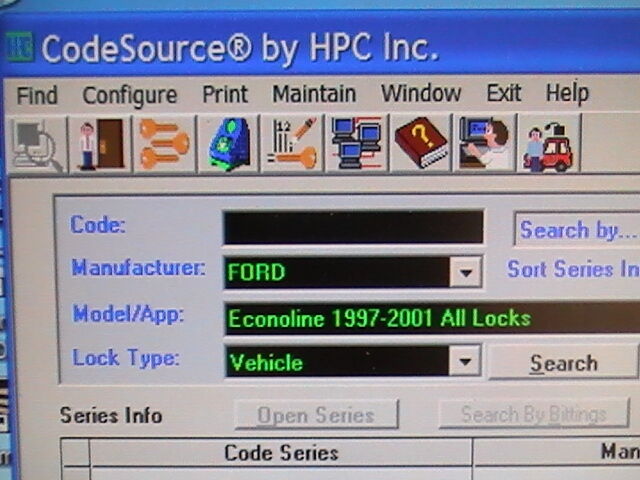 CodeSource® by HPC Inc.
Find Configure Print Maintain Window Exit Help
Code: Search by...
Manufacturer: FORD Sort Series In
Model/App: Econoline 1997-2001 All Locks
Lock Type: Vehicle Search
Series Info Open Series Search By Bittings
Code Series Man